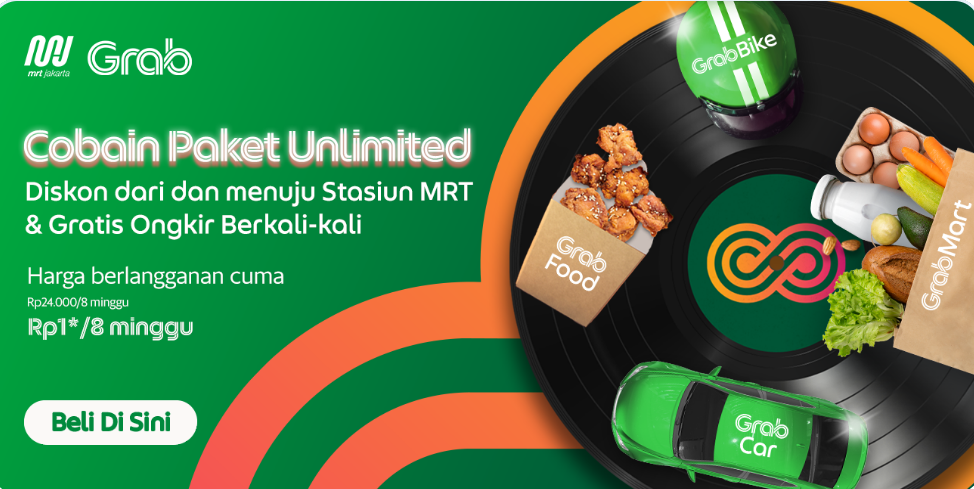 mrt jakarta
Grab
Cobain Paket Unlimited
Diskon dari dan menuju Stasiun MRT
& Gratis Ongkir Berkali-kali
Harga berlangganan cuma
Rp24.000/8 minggu
Rp1*/8 minggu
Beli Di Sini
GrabBike
Grab
Food
GrabMart
Grab
Car